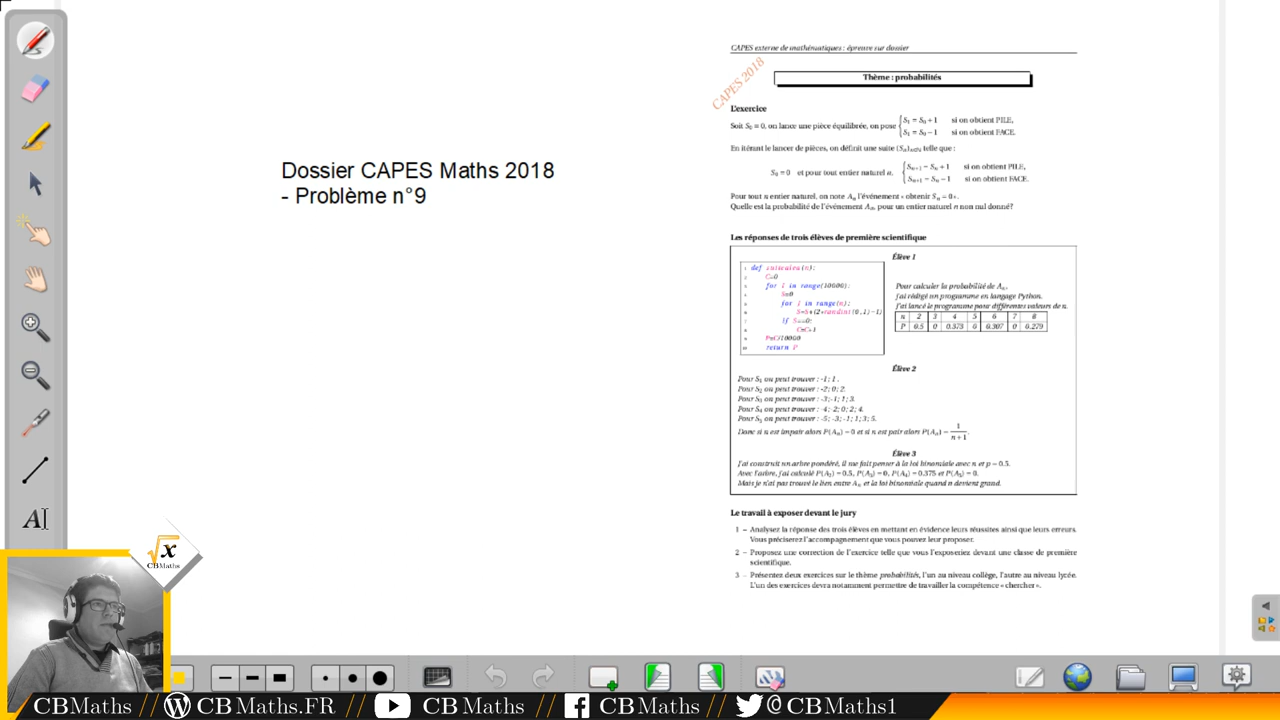 CAPES externe de mathématiques : épreuve sur dossier
CAPES 2018
Thème : probabilités
Dossier CAPES Maths 2018
- Problème n°9
L'exercice
Soit S₀ = 0, on lance une pièce équilibrée, on pose { S₁ = S₀ + 1 si on obtient PILE,
S₁ = S₀ − 1 si on obtient FACE.
En itérant le lancer de pièces, on définit une suite (Sₙ)ₙ∈ℕ telle que :
S₀ = 0 et pour tout entier naturel n, { Sₙ₊₁ = Sₙ + 1 si on obtient PILE,
Sₙ₊₁ = Sₙ − 1 si on obtient FACE.
Pour tout n entier naturel, on note Aₙ l'événement « obtenir Sₙ = 0 ».
Quelle est la probabilité de l'événement Aₙ, pour un entier naturel n non nul donné?
Les réponses de trois élèves de première scientifique
Élève 1
1 def (n):
2 C=0
3 for i in range(10000):
4 S=0
5 for i in range(n):
6 S=S+(2*randint(0,1)-1)
7 if S==0:
8 C=C+1
9 P=C/10000
10 return P
Pour calculer la probabilité de Aₙ,
j'ai rédigé un programme en langage Python.
J'ai lancé le programme pour différentes valeurs de n.
n 2 3 4 5 6 7 8
P 0.5 0 0.373 0 0.307 0 0.279
Élève 2
Pour S₁ on peut trouver : -1; 1 .
Pour S₂ on peut trouver : -2; 0; 2.
Pour S₃ on peut trouver : -3;-1; 1; 3.
Pour S₄ on peut trouver : -4; -2; 0; 2; 4.
Pour S₅ on peut trouver : -5; -3; -1; 1; 3; 5.
Donc si n est impair alors P(Aₙ) = 0 et si n est pair alors P(Aₙ) = 1/(n+1).
Élève 3
J'ai construit un arbre pondéré, il me fait penser à la loi binomiale avec n et p = 0.5.
Avec l'arbre, j'ai calculé P(A₂) = 0.5, P(A₃) = 0, P(A₄) = 0.375 et P(A₅) = 0.
Mais je n'ai pas trouvé le lien entre Aₙ et la loi binomiale quand n devient grand.
Le travail à exposer devant le jury
1 – Analysez la réponse des trois élèves en mettant en évidence leurs réussites ainsi que leurs erreurs.
Vous préciserez l'accompagnement que vous pouvez leur proposer.
2 – Proposez une correction de l'exercice telle que vous l'exposeriez devant une classe de première
scientifique.
3 – Présentez deux exercices sur le thème probabilités, l'un au niveau collège, l'autre au niveau lycée.
L'un des exercices devra notamment permettre de travailler la compétence « chercher ».
AI
√x
CBMaths
CBMaths // CBMaths.FR // CBMaths // CBMaths // @CBMaths1